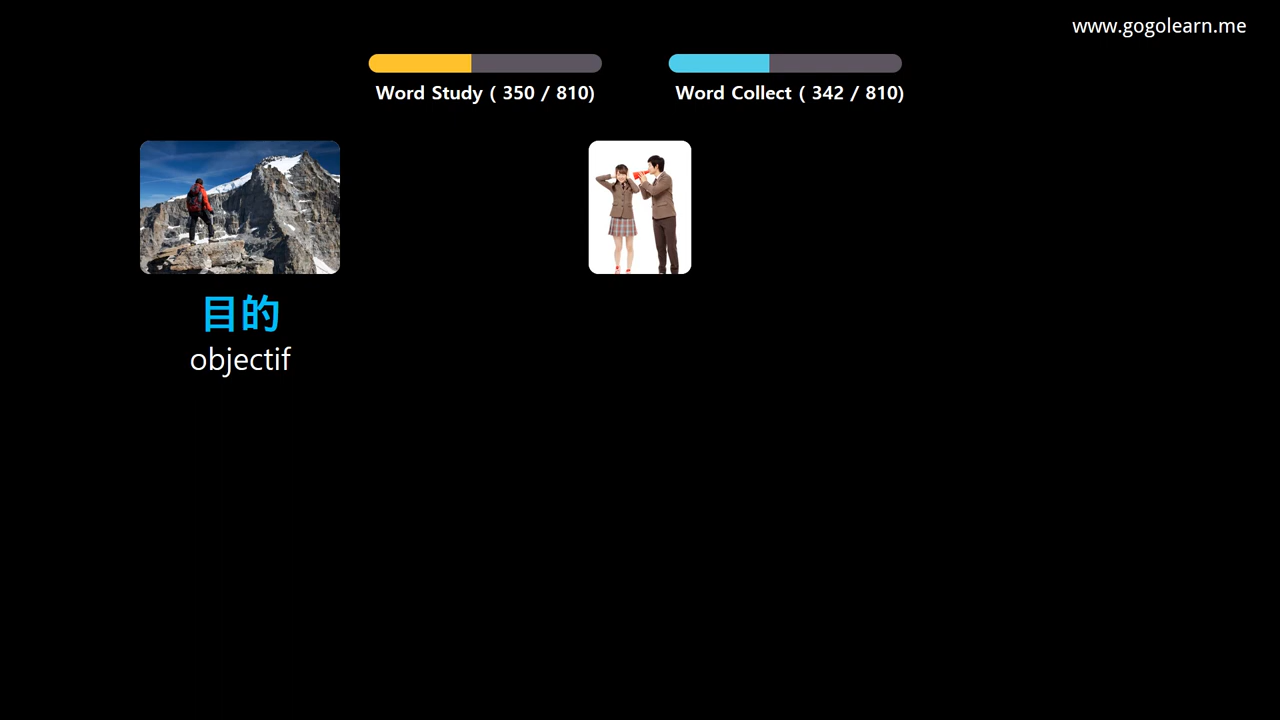 www.gogolearn.me
Word Study ( 350 / 810)
Word Collect ( 342 / 810)
目的
objectif